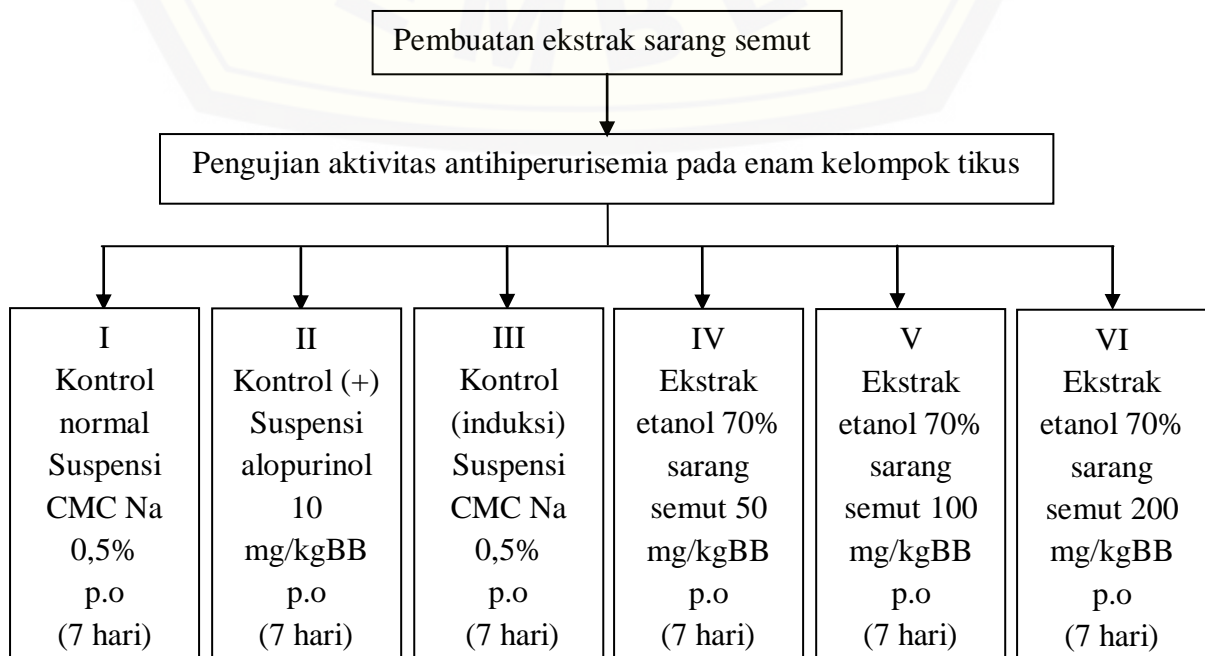 Pembuatan ekstrak sarang semut
Pengujian aktivitas antihiperurisemia pada enam kelompok tikus
I
Kontrol
normal
Suspensi
CMC Na
0,5%
p.o
(7 hari)
II
Kontrol (+)
Suspensi
alopurinol
10
mg/kgBB
p.o
(7 hari)
III
Kontrol
(induksi)
Suspensi
CMC Na
0,5%
p.o
(7 hari)
IV
Ekstrak
etanol 70%
sarang
semut 50
mg/kgBB
p.o
(7 hari)
V
Ekstrak
etanol 70%
sarang
semut 100
mg/kgBB
p.o
(7 hari)
VI
Ekstrak
etanol 70%
sarang
semut 200
mg/kgBB
p.o
(7 hari)